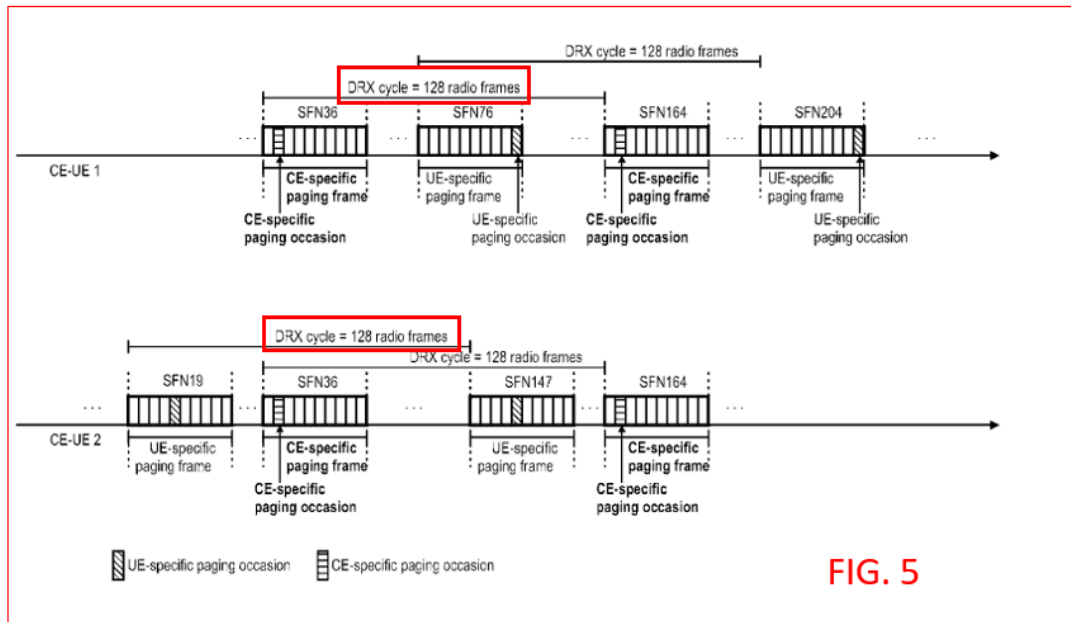 DRX cycle = 128 radio frames
DRX cycle = 128 radio frames
SFN36 SFN76 SFN164 SFN204
... ... ... ... ...
CE-UE 1
CE-specific paging frame
UE-specific paging frame
CE-specific paging frame
UE-specific paging frame
CE-specific paging occasion
UE-specific paging occasion
CE-specific paging occasion
UE-specific paging occasion
DRX cycle = 128 radio frames
DRX cycle = 128 radio frames
SFN19 SFN36 SFN147 SFN164
... ... ... ... ...
CE-UE 2
UE-specific paging frame
CE-specific paging frame
UE-specific paging frame
CE-specific paging frame
CE-specific paging occasion
CE-specific paging occasion
UE-specific paging occasion CE-specific paging occasion
FIG. 5